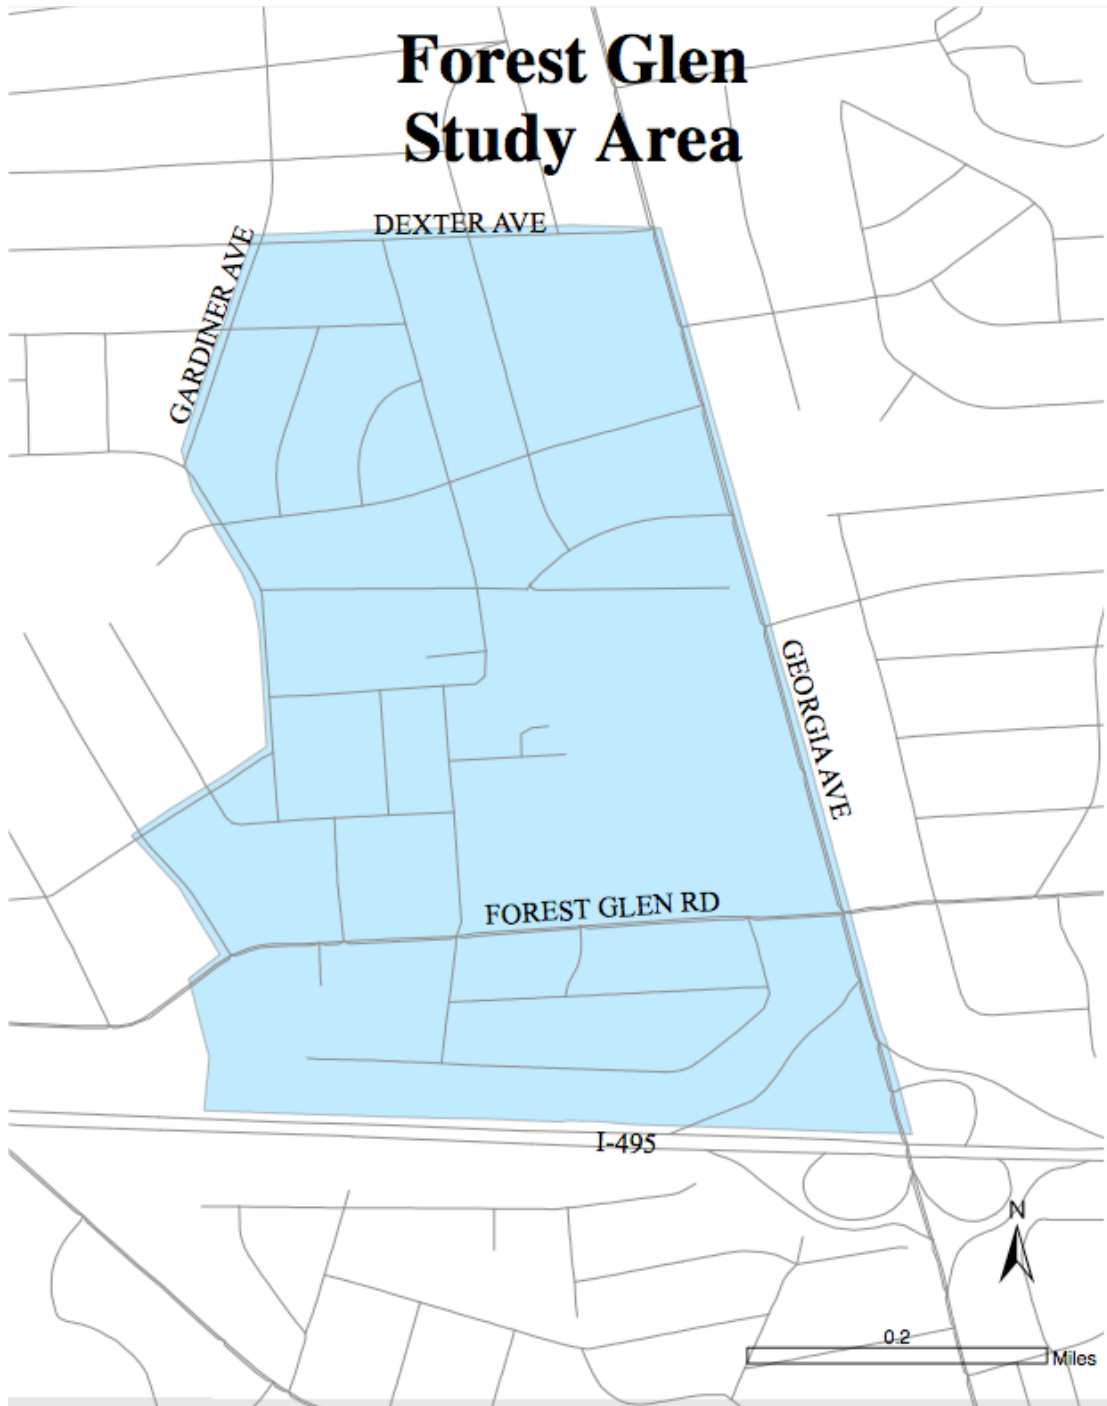 Forest Glen
Study Area
DEXTER AVE
GARDINER AVE
GEORGIA AVE
FOREST GLEN RD
I-495
N
0.2
Miles